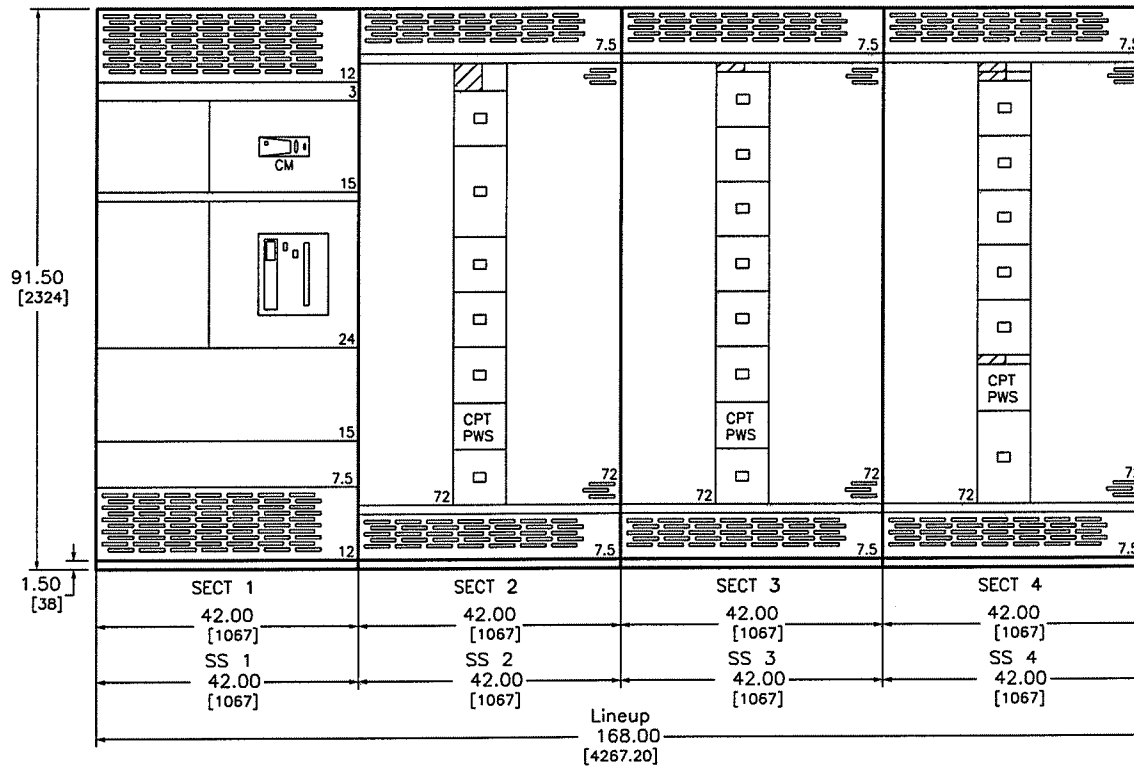 7.5 7.5 7.5
12
3
CM
15
91.50
[2324]
24
CPT
PWS
CPT
PWS
CPT
PWS
15
7.5
72 72
72 72
72 72
12 7.5 7.5 7.5
1.50
[38]
SECT 1 SECT 2 SECT 3 SECT 4
42.00 42.00 42.00 42.00
[1067] [1067] [1067] [1067]
SS 1 SS 2 SS 3 SS 4
42.00 42.00 42.00 42.00
[1067] [1067] [1067] [1067]
Lineup
168.00
[4267.20]